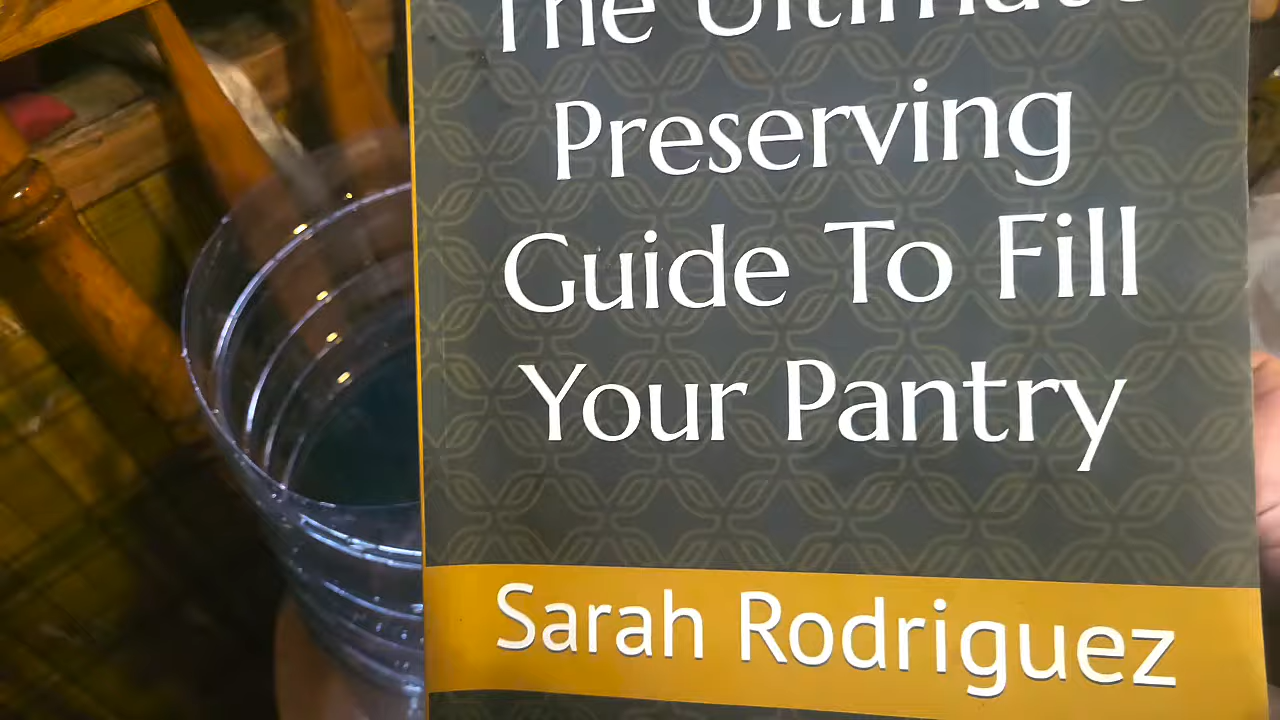 The Ultimate
Preserving
Guide To Fill
Your Pantry
Sarah Rodriguez